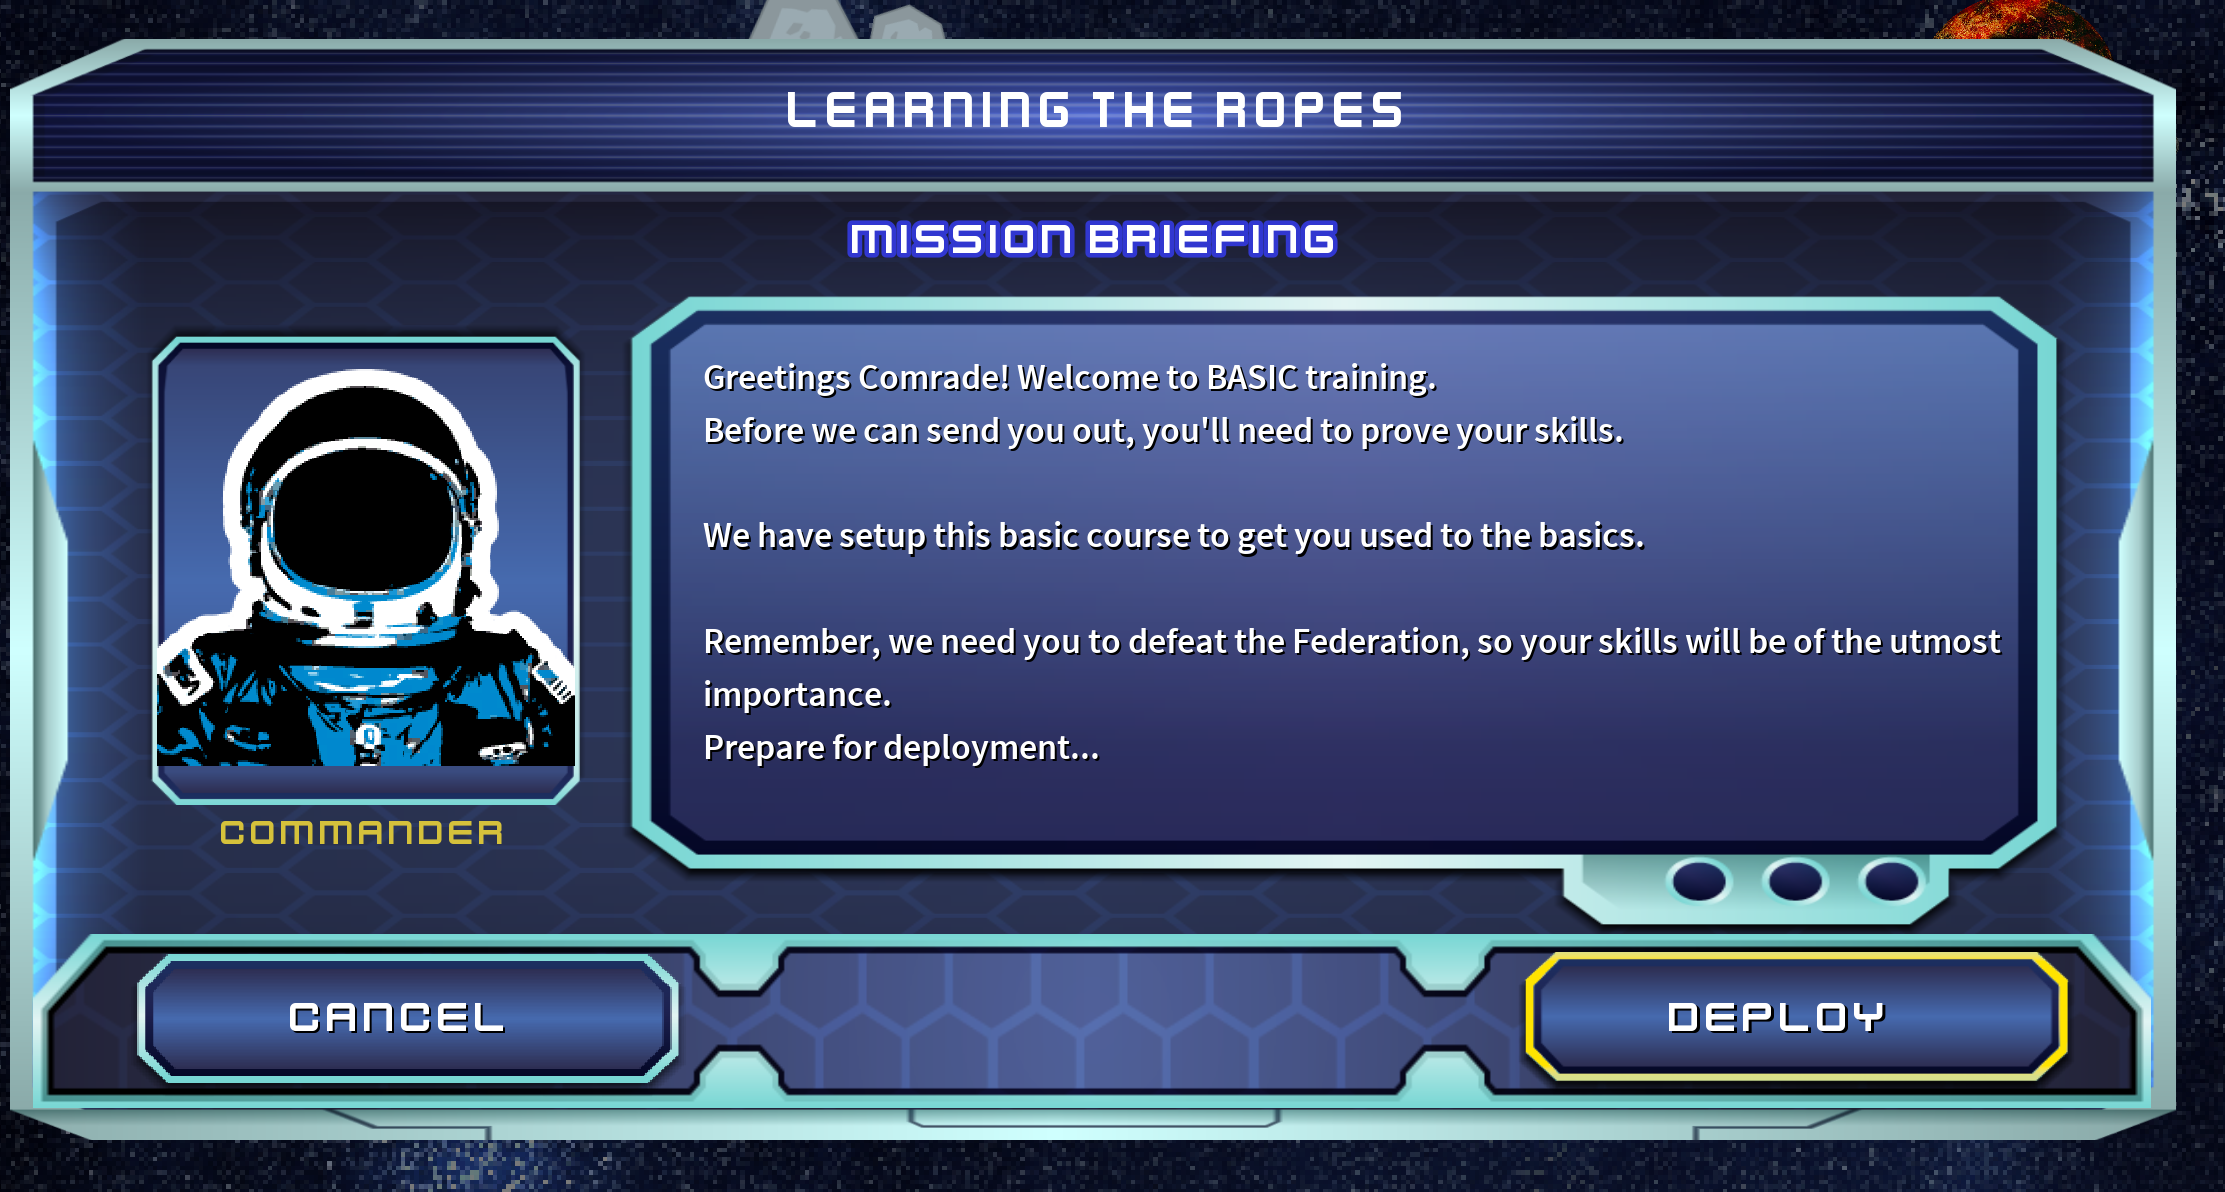 LEARNING THE ROPES
MISSION BRIEFING
Greetings Comrade! Welcome to BASIC training.
Before we can send you out, you'll need to prove your skills.
We have setup this basic course to get you used to the basics.
Remember, we need you to defeat the Federation, so your skills will be of the utmost
importance.
Prepare for deployment...
COMMANDER
CANCEL
DEPLOY